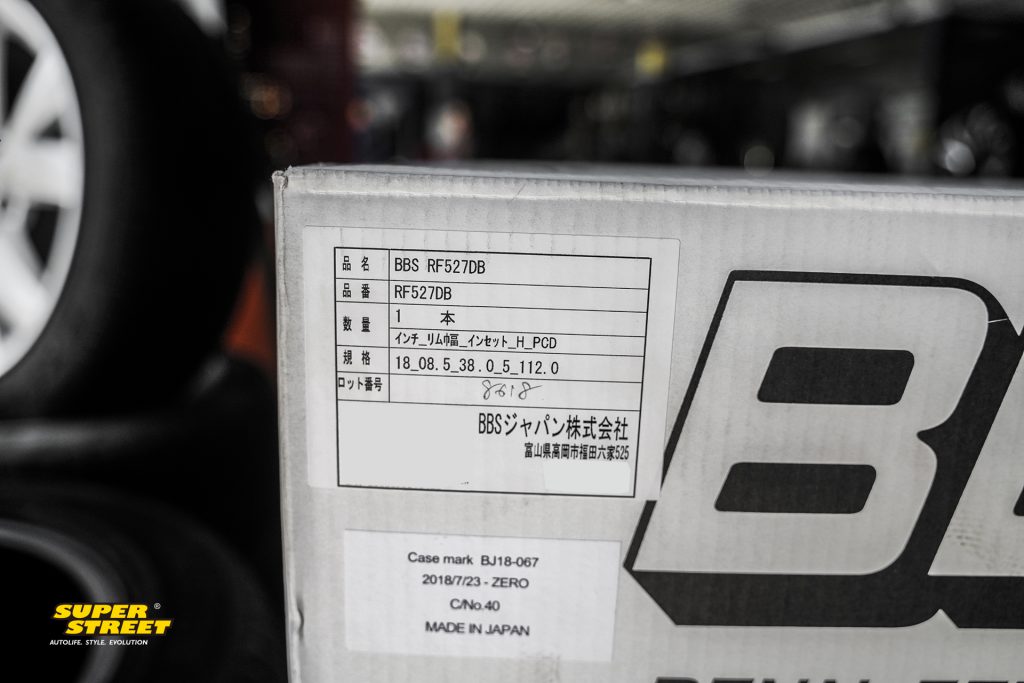 品名 BBS RF527DB
品番 RF527DB
数量 1 本
インチ_リム巾畐_インセット_H_PCD
規格 18_08.5_38.0_5_112.0
ロット番号 8618
BBSジャパン株式会社
富山県高岡市福田六家525
Case mark BJ18-067
2018/7/23 - ZERO
C/No.40
MADE IN JAPAN
SUPER STREET ®
AUTOLIFE. STYLE. EVOLUTION